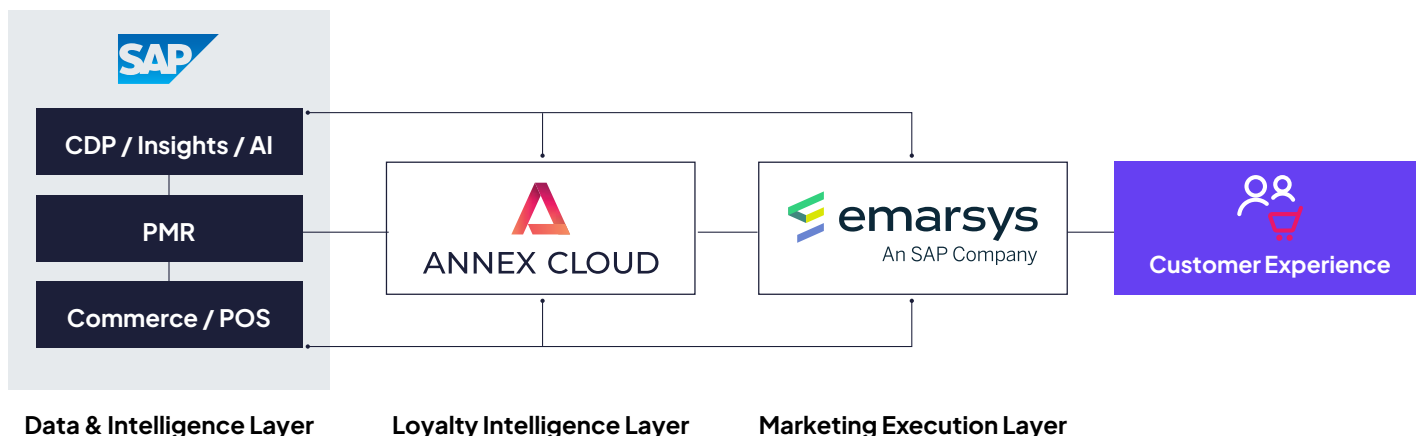 SAP
CDP / Insights / AI
PMR
Commerce / POS
ANNEX CLOUD
emarsys
An SAP Company
Customer Experience
Data & Intelligence Layer
Loyalty Intelligence Layer
Marketing Execution Layer